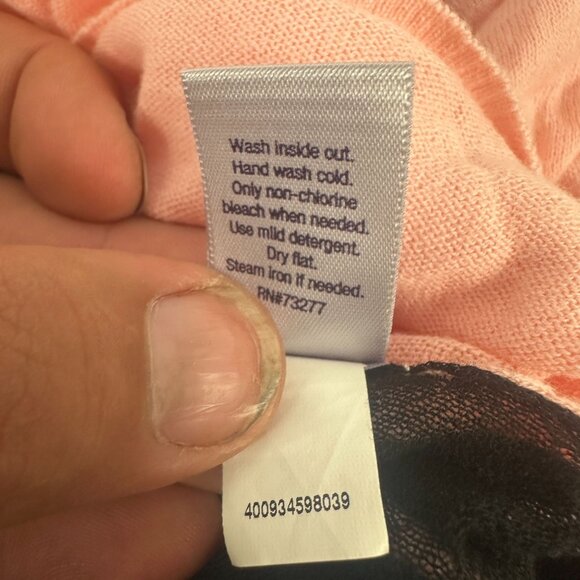 Wash inside out.
Hand wash cold.
Only non-chlorine
bleach when needed.
Use mild detergent.
Dry flat.
Steam iron if needed.
RN#73277
400934598039